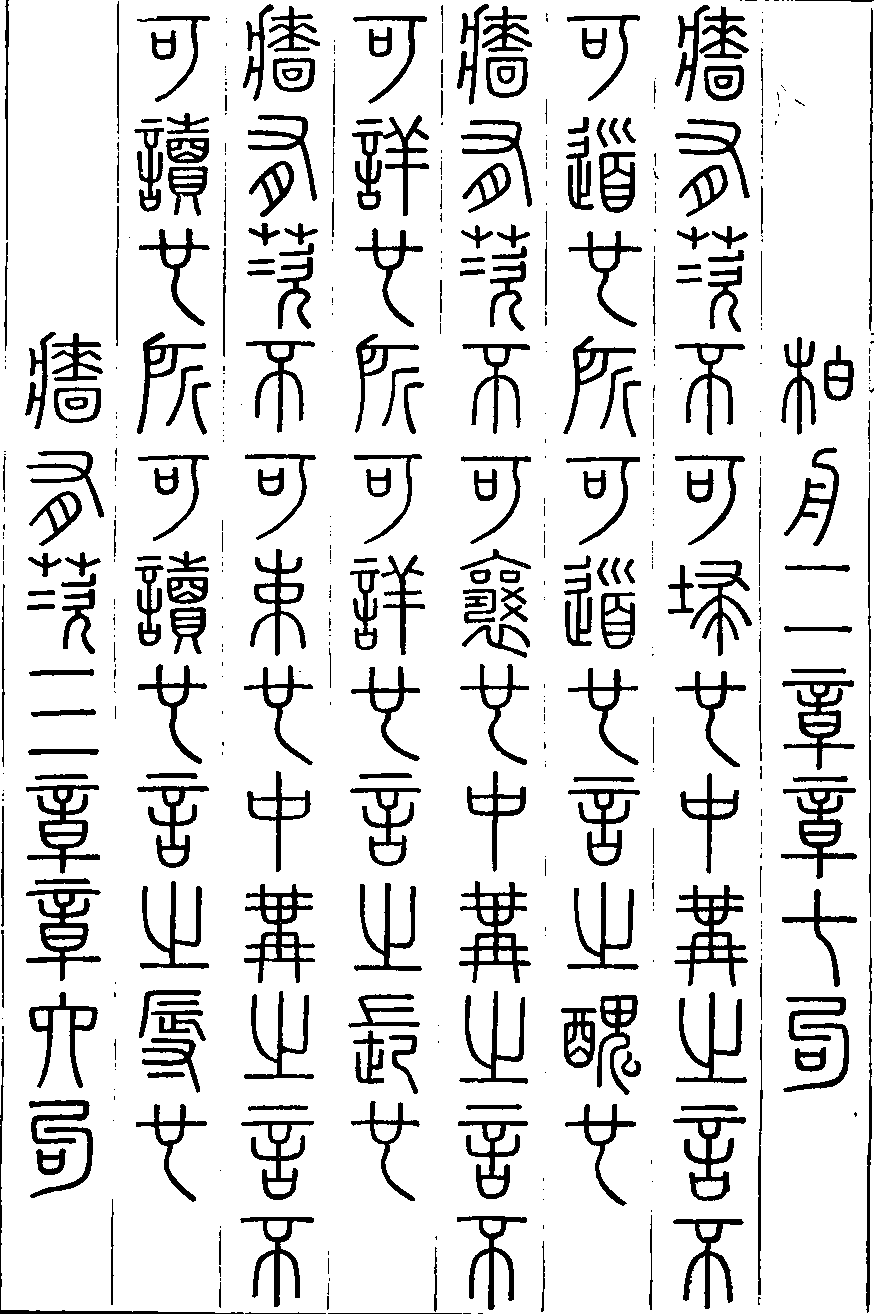 柏舟二章章七句
牆有茨不可埽也中冓之言不
可道也所可道也言之醜也
牆有茨不可襄也中冓之言不
可詳也所可詳也言之長也
牆有茨不可束也中冓之言不
可讀也所可讀也言之辱也
牆有茨三章章六句